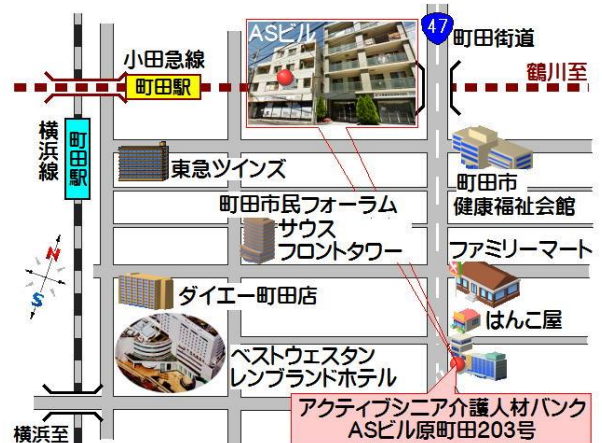 ASビル
47
町田街道
小田急線
町田駅
鶴川至
横浜線
町田駅
東急ツインズ
町田市
健康福祉会館
町田市民フォーラム
サウス
フロントタワー
ファミリーマート
N
S
ダイエー町田店
はんこ屋
ベストウェスタン
レンブランドホテル
アクティブシニア介護人材バンク
ASビル原町田203号
横浜至